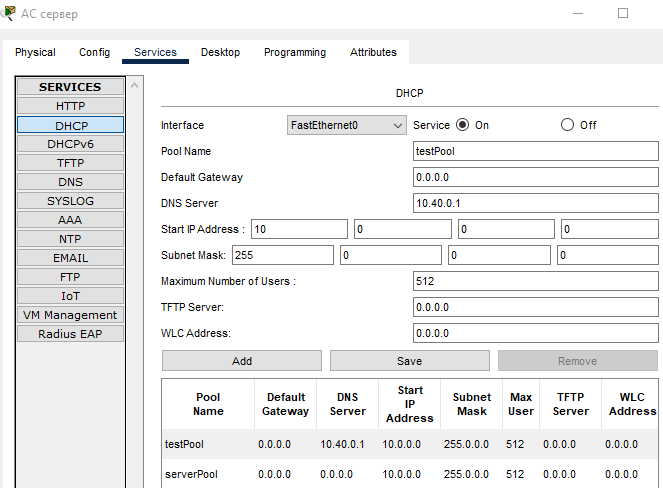 АС сервер
Physical Config Services Desktop Programming Attributes
SERVICES
HTTP
DHCP
DHCPv6
TFTP
DNS
SYSLOG
AAA
NTP
EMAIL
FTP
IoT
VM Management
Radius EAP
DHCP
Interface FastEthernet0 Service On Off
Pool Name testPool
Default Gateway 0.0.0.0
DNS Server 10.40.0.1
Start IP Address : 10 0 0 0
Subnet Mask: 255 0 0 0
Maximum Number of Users : 512
TFTP Server: 0.0.0.0
WLC Address: 0.0.0.0
Add Save Remove
Pool Name Default Gateway DNS Server Start IP Address Subnet Mask Max User TFTP Server WLC Address
testPool 0.0.0.0 10.40.0.1 10.0.0.0 255.0.0.0 512 0.0.0.0 0.0.0.0
serverPool 0.0.0.0 0.0.0.0 10.0.0.0 255.0.0.0 512 0.0.0.0 0.0.0.0